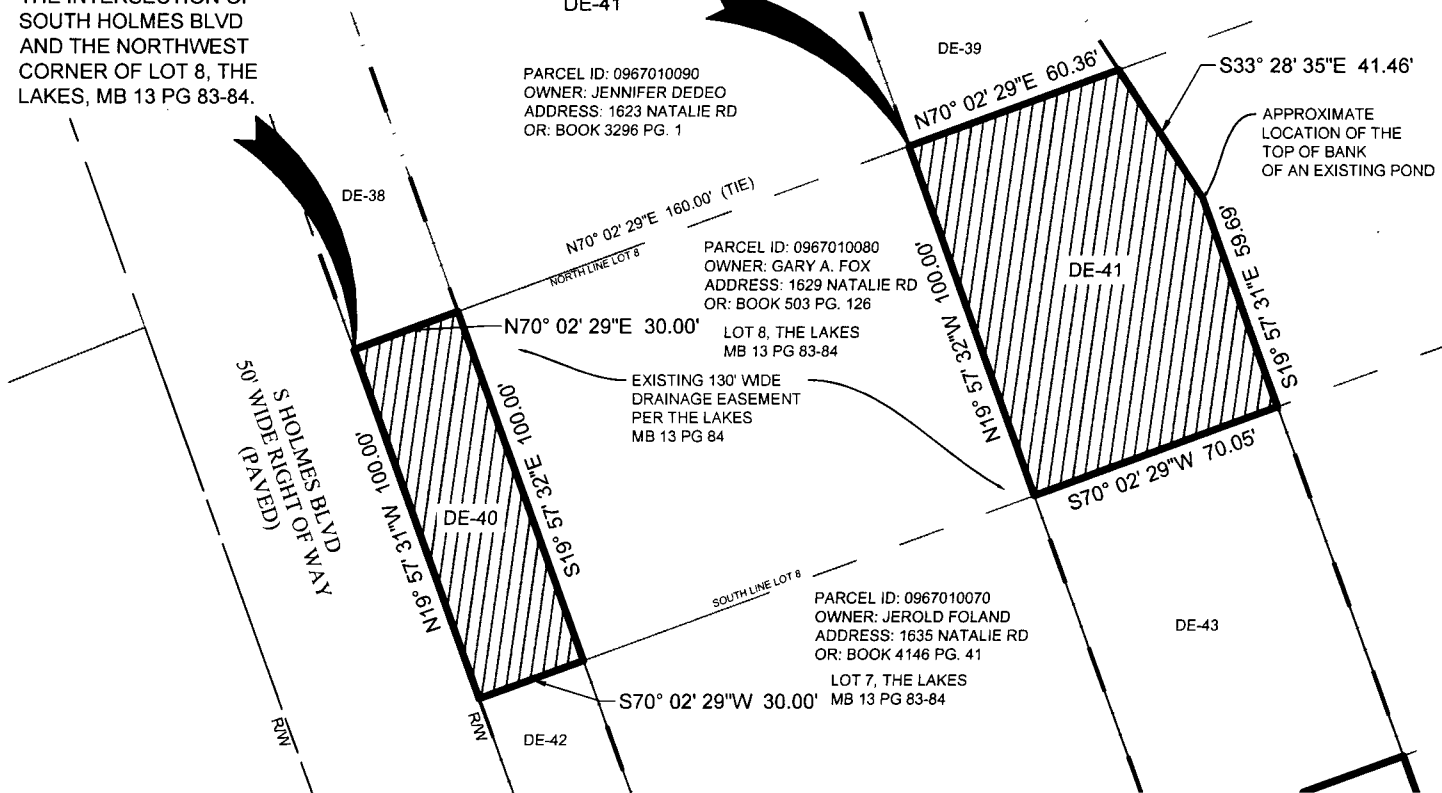 THE INTERSECTION OF
SOUTH HOLMES BLVD
AND THE NORTHWEST
CORNER OF LOT 8, THE
LAKES, MB 13 PG 83-84.
DE-41
PARCEL ID: 0967010090
OWNER: JENNIFER DEDEO
ADDRESS: 1623 NATALIE RD
OR: BOOK 3296 PG. 1
DE-39
N70° 02' 29"E 60.36'
S33° 28' 35"E 41.46'
APPROXIMATE
LOCATION OF THE
TOP OF BANK
OF AN EXISTING POND
DE-38
N70° 02' 29"E 160.00' (TIE)
NORTH LINE LOT 8
PARCEL ID: 0967010080
OWNER: GARY A. FOX
ADDRESS: 1629 NATALIE RD
OR: BOOK 503 PG. 126
LOT 8, THE LAKES
MB 13 PG 83-84
N19° 57' 32"W 100.00'
DE-41
S19° 57' 31"E 59.69'
N70° 02' 29"E 30.00'
EXISTING 130' WIDE
DRAINAGE EASEMENT
PER THE LAKES
MB 13 PG 84
S HOLMES BLVD
50' WIDE RIGHT OF WAY
(PAVED)
N19° 57' 31"W 100.00'
DE-40
S19° 57' 32"E 100.00'
S70° 02' 29"W 70.05'
SOUTH LINE LOT 8
PARCEL ID: 0967010070
OWNER: JEROLD FOLAND
ADDRESS: 1635 NATALIE RD
OR: BOOK 4146 PG. 41
LOT 7, THE LAKES
MB 13 PG 83-84
DE-43
S70° 02' 29"W 30.00'
R/W
R/W
DE-42